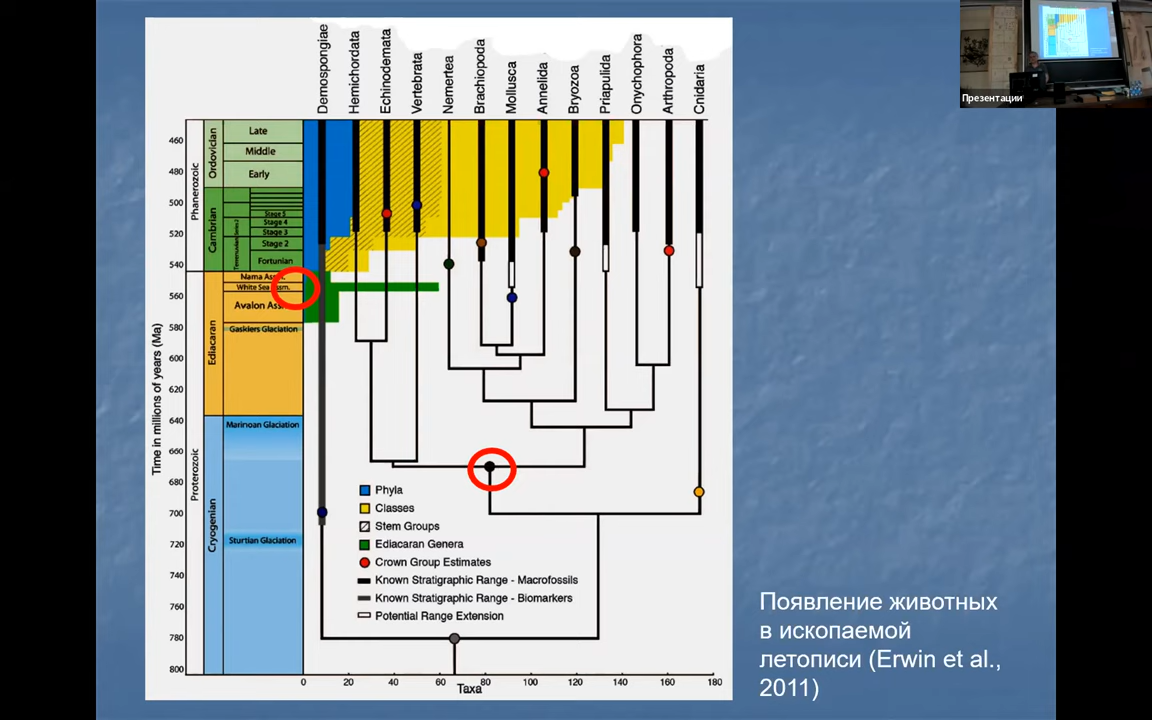 Презентации
Demospongiae
Hemichordata
Echinodemata
Vertebrata
Nemertea
Brachiopoda
Mollusca
Annelida
Bryozoa
Priapulida
Onychophora
Arthropoda
Cnidaria
Time in millions of years (Ma)
460
480
500
520
540
560
580
600
620
640
660
680
700
720
740
760
780
800
Phanerozoic
Proterozoic
Ordovician
Cambrian
Ediacaran
Cryogenian
Late
Middle
Early
Stage 5
Stage 4
Stage 3
Stage 2
Fortunian
Nama Assm.
White Sea Assm.
Avalon Ass
Gaskiers Glaciation
Marinoan Glaciation
Sturtian Glaciation
Phyla
Classes
Stem Groups
Ediacaran Genera
Crown Group Estimates
Known Stratigraphic Range - Macrofossils
Known Stratigraphic Range - Biomarkers
Potential Range Extension
0 20 40 60 80 100 120 140 160 180
Taxa
Появление животных
в ископаемой
летописи (Erwin et al.,
2011)